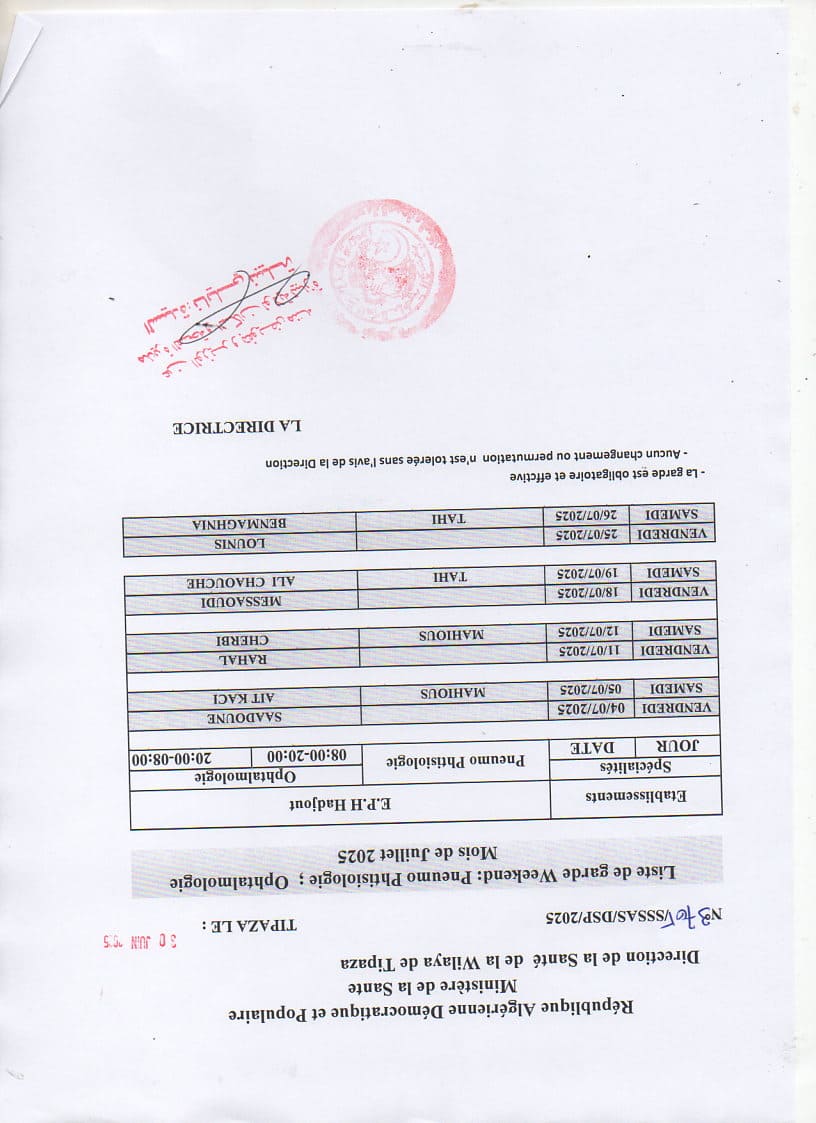 République Algérienne Démocratique et Populaire
Ministère de la Sante
Direction de la Santé de la Wilaya de Tipaza
30 JUIN
N° 3705/SSSAS/DSP/2025 TIPAZA LE :
Liste de garde Weekend: Pneumo Phtisiologie ; Ophtalmologie
Mois de Juillet 2025
Etablissements E.P.H Hadjout
Spécialités Pneumo Phtisiologie Ophtalmologie
JOUR DATE 08:00-20:00 20:00-08:00
VENDREDI 04/07/2025 SAADOUNE
SAMEDI 05/07/2025 MAHIOUS AIT KACI
VENDREDI 11/07/2025 RAHAL
SAMEDI 12/07/2025 MAHIOUS CHERBI
VENDREDI 18/07/2025 MESSAOUDI
SAMEDI 19/07/2025 TAHI ALI CHAOUCHE
VENDREDI 25/07/2025 LOUNIS
SAMEDI 26/07/2025 TAHI BENMAGHNIA
- La garde est obligatoire et effctive
- Aucun changement ou permutation n'est tolerée sans l'avis de la Direction
LA DIRECTRICE
عن الوزير و بتفويض منه
مديرة الصحة و السكان لولاية تيبازة
السيدة: نايلي نبيلة